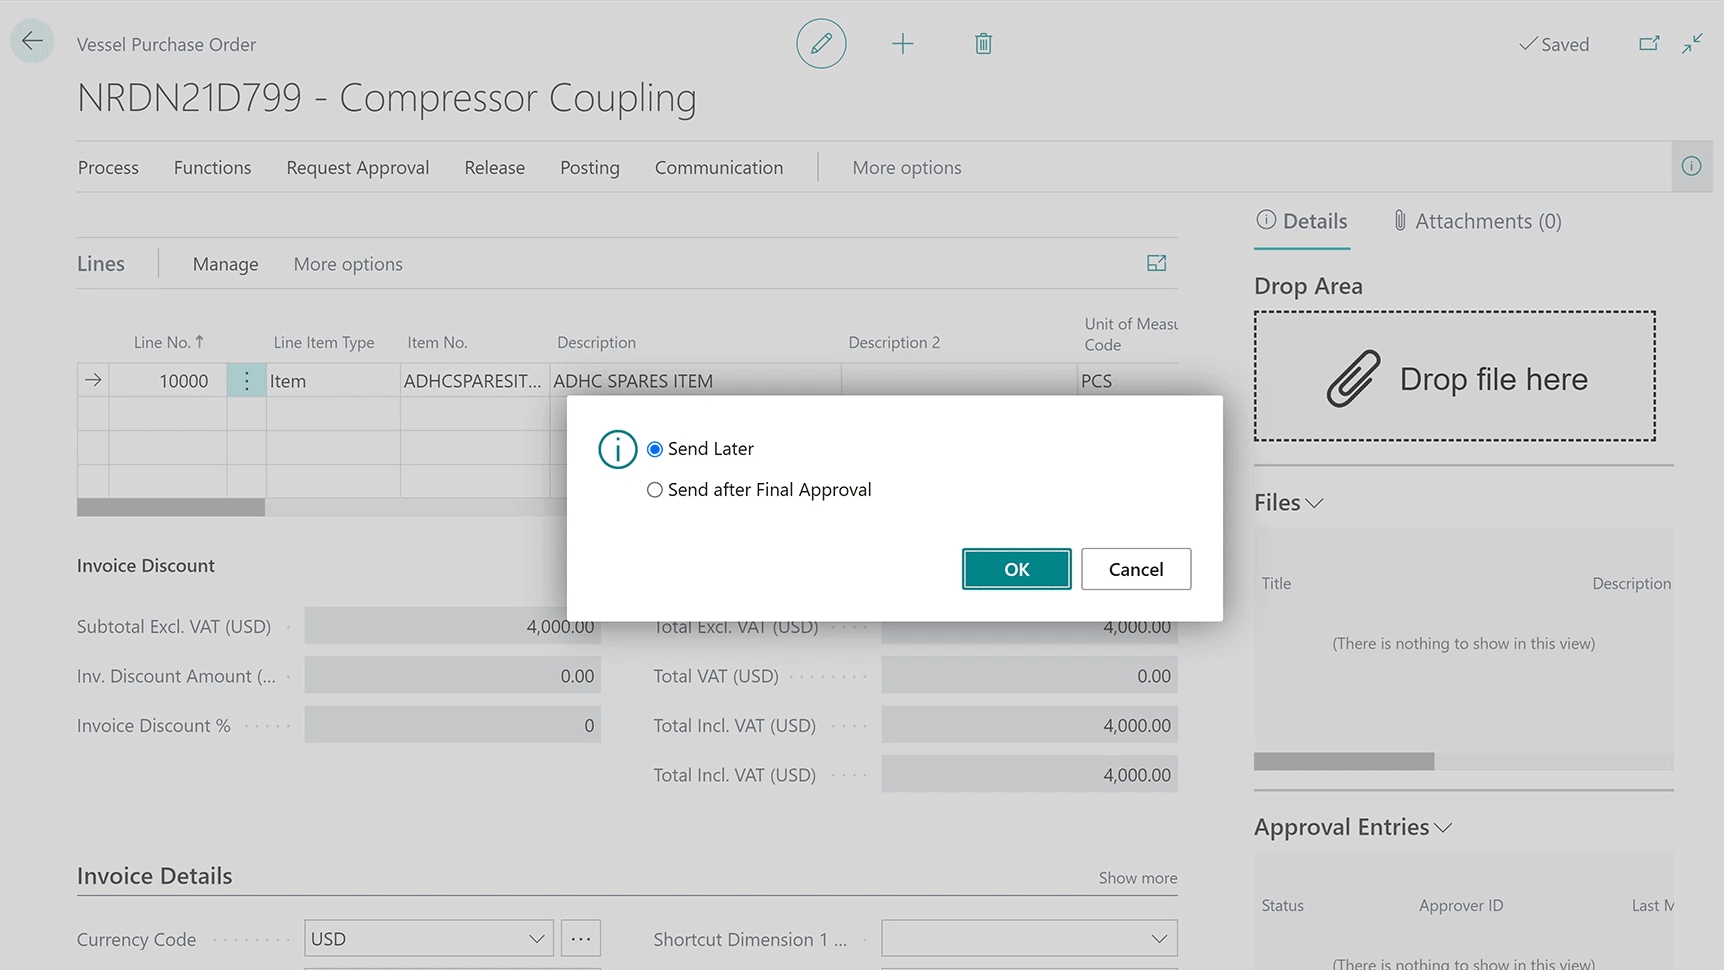 Vessel Purchase Order
Saved
NRDN21D799 - Compressor Coupling
Process Functions Request Approval Release Posting Communication More options
Details Attachments (0)
Lines Manage More options
Drop Area
Line No. ↑ Line Item Type Item No. Description Description 2 Unit of Measu
Code
10000 Item ADHCSPARESIT... ADHC SPARES ITEM PCS
Drop file here
Send Later
Send after Final Approval
OK Cancel
Files
Title Description
(There is nothing to show in this view)
Invoice Discount
Subtotal Excl. VAT (USD) 4,000.00 Total Excl. VAT (USD) 4,000.00
Inv. Discount Amount (... 0.00 Total VAT (USD) 0.00
Invoice Discount % 0 Total Incl. VAT (USD) 4,000.00
Total Incl. VAT (USD) 4,000.00
Approval Entries
Invoice Details Show more
Status Approver ID Last M
Currency Code USD ... Shortcut Dimension 1 ...
(There is nothing to show in this view)